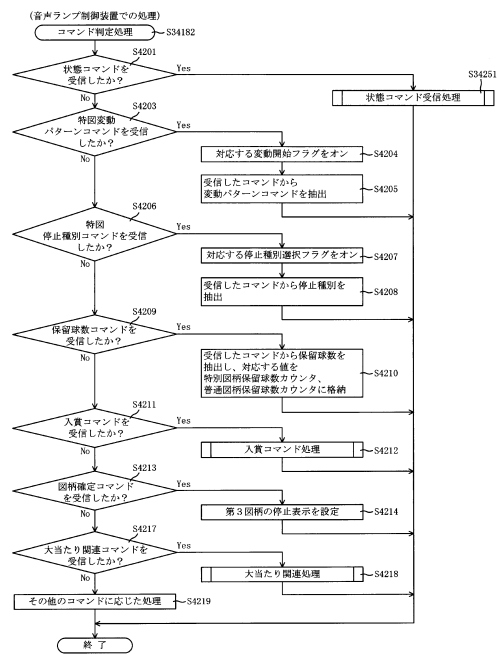 (音声ランプ制御装置での処理)
コマンド判定処理 S34182
S4201
状態コマンドを
受信したか？
Yes
No
S34251
状態コマンド受信処理
S4203
特図変動
パターンコマンドを受信
したか？
Yes
No
対応する変動開始フラグをオン S4204
受信したコマンドから
変動パターンコマンドを抽出
S4205
S4206
特図
停止種別コマンドを受信
したか？
Yes
No
対応する停止種別選択フラグをオン S4207
受信したコマンドから停止種別を
抽出
S4208
S4209
保留球数コマンドを
受信したか？
Yes
No
受信したコマンドから保留球数を
抽出し、対応する値を
特別図柄保留球数カウンタ、
普通図柄保留球数カウンタに格納
S4210
S4211
入賞コマンドを
受信したか？
Yes
No
入賞コマンド処理 S4212
S4213
図柄確定コマンド
を受信したか？
Yes
No
第３図柄の停止表示を設定 S4214
S4217
大当たり関連コマンドを
受信したか？
Yes
No
大当たり関連処理 S4218
その他のコマンドに応じた処理 S4219
終了